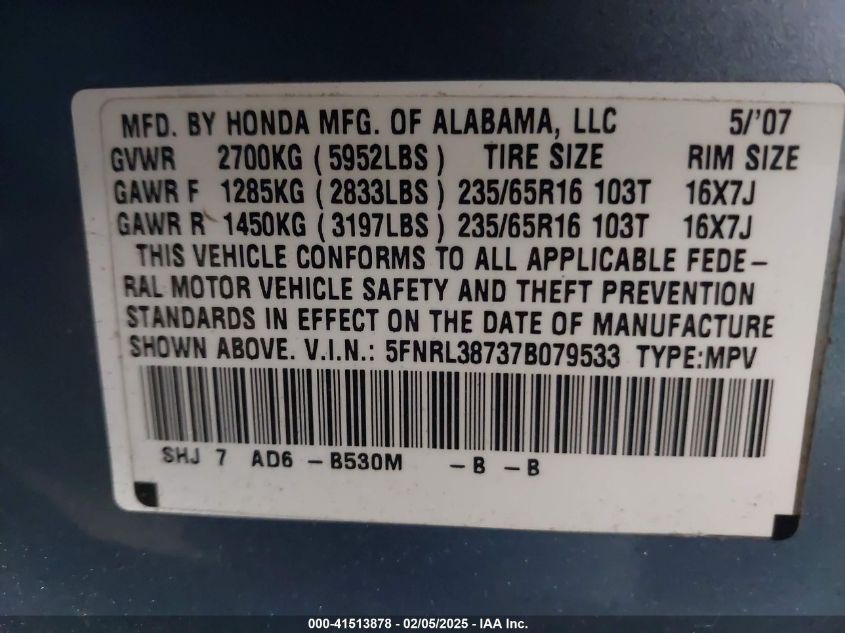 MFD. BY HONDA MFG. OF ALABAMA, LLC 5/'07
GVWR 2700KG (5952LBS) TIRE SIZE RIM SIZE
GAWR F 1285KG (2833LBS) 235/65R16 103T 16X7J
GAWR R 1450KG (3197LBS) 235/65R16 103T 16X7J
THIS VEHICLE CONFORMS TO ALL APPLICABLE FEDE-
RAL MOTOR VEHICLE SAFETY AND THEFT PREVENTION
STANDARDS IN EFFECT ON THE DATE OF MANUFACTURE
SHOWN ABOVE. V.I.N.: 5FNRL38737B079533 TYPE:MPV
SHJ 7 AD6 -B530M -B -B
000-41513878 - 02/05/2025 - IAA Inc.